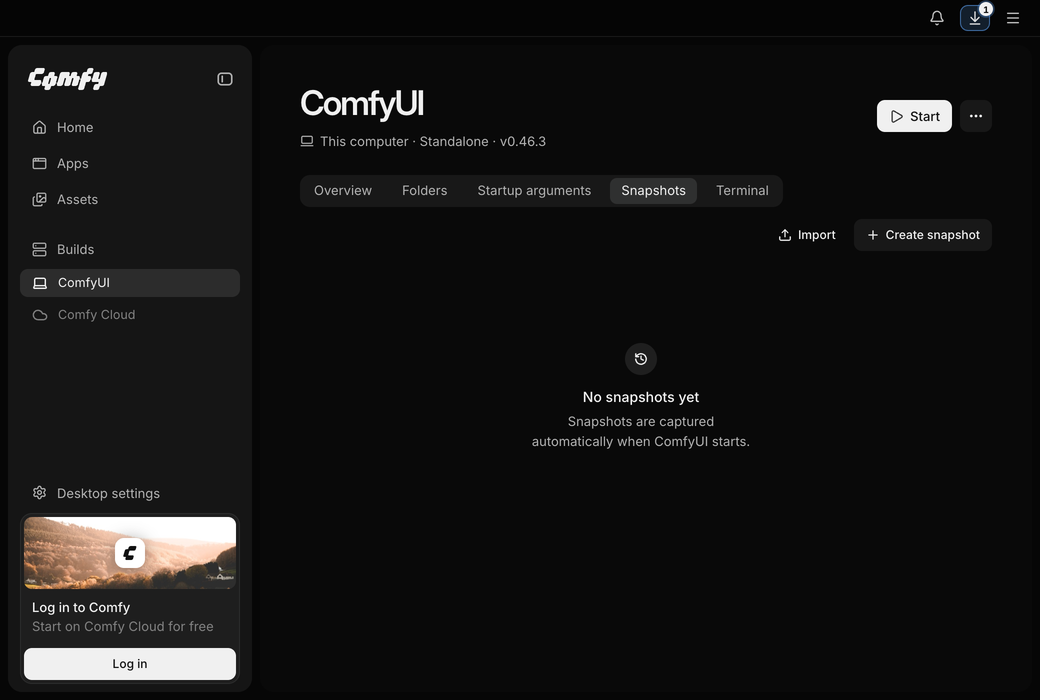 1
Comfy
Home
Apps
Assets
Builds
ComfyUI
Comfy Cloud
Desktop settings
Log in to Comfy
Start on Comfy Cloud for free
Log in
ComfyUI
This computer · Standalone · v0.46.3
Start
Overview
Folders
Startup arguments
Snapshots
Terminal
Import
Create snapshot
No snapshots yet
Snapshots are captured
automatically when ComfyUI starts.